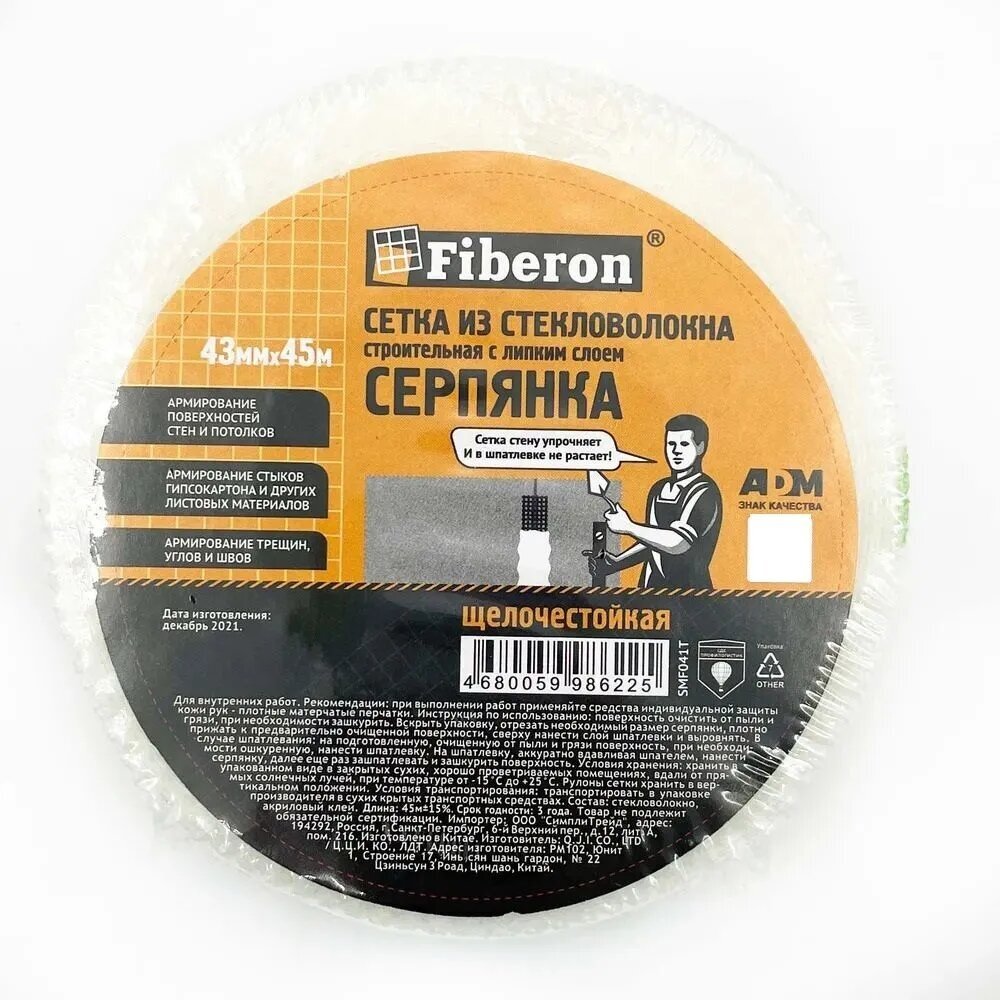 Fiberon®
СЕТКА ИЗ СТЕКЛОВОЛОКНА
СТРОИТЕЛЬНАЯ С ЛИПКИМ СЛОЕМ
СЕРПЯНКА
43ммх45м
АРМИРОВАНИЕ
ПОВЕРХНОСТЕЙ
СТЕН И ПОТОЛКОВ
АРМИРОВАНИЕ СТЫКОВ
ГИПСОКАРТОНА И ДРУГИХ
ЛИСТОВЫХ МАТЕРИАЛОВ
АРМИРОВАНИЕ ТРЕЩИН,
УГЛОВ И ШВОВ
Сетка стену упрочняет
И в шпатлевке не растает!
ADM
ЗНАК КАЧЕСТВА
Дата изготовления:
декабрь 2021.
щелочестойкая
4 680059 986225
SMF041T
ПРОФИЛОГИСТИК
Упаковка
7
OTHER
Для внутренних работ. Рекомендации: при выполнении работ применяйте средства индивидуальной защиты
кожи рук - плотные матерчатые перчатки. Инструкция по использованию: поверхность очистить от пыли и
грязи, при необходимости зашкурить. Вскрыть упаковку, отрезать необходимый размер серпянки, плотно
прижать к предварительно очищенной поверхности, сверху нанести слой шпатлевки и выровнять. В
случае шпатлевания: на подготовленную, очищенную от пыли и грязи поверхность, при необходи-
мости ошкуренную, нанести шпатлевку. На шпатлевку, аккуратно вдавливая шпателем, нанести
серпянку, далее еще раз зашпатлевать и зашкурить поверхность. Условия хранения: хранить в
упакованном виде в закрытых сухих, хорошо проветриваемых помещениях, вдали от пря-
мых солнечных лучей, при температуре от -15°С до +25°С. Рулоны сетки хранить в вер-
тикальном положении. Условия транспортирования: транспортировать в упаковке
производителя в сухих крытых транспортных средствах. Состав: стекловолокно,
акриловый клей. Длина: 45м±15%. Срок годности: 3 года. Товар не подлежит
обязательной сертификации. Импортер: ООО "СимплиТрейд", адрес:
194292, Россия, г.Санкт-Петербург, 6-й Верхний пер., д.12, лит.А,
пом. 216. Изготовлено в Китае. Изготовитель: Q.J.I. CO., LTD
/ Ц.Ц.И. КО., ЛДТ, Адрес изготовителя: РМ102, Юнит
1, Строение 17, Инь сян шань гардон, № 22
Цзиньсун 3 Роад, Циндао, Китай.